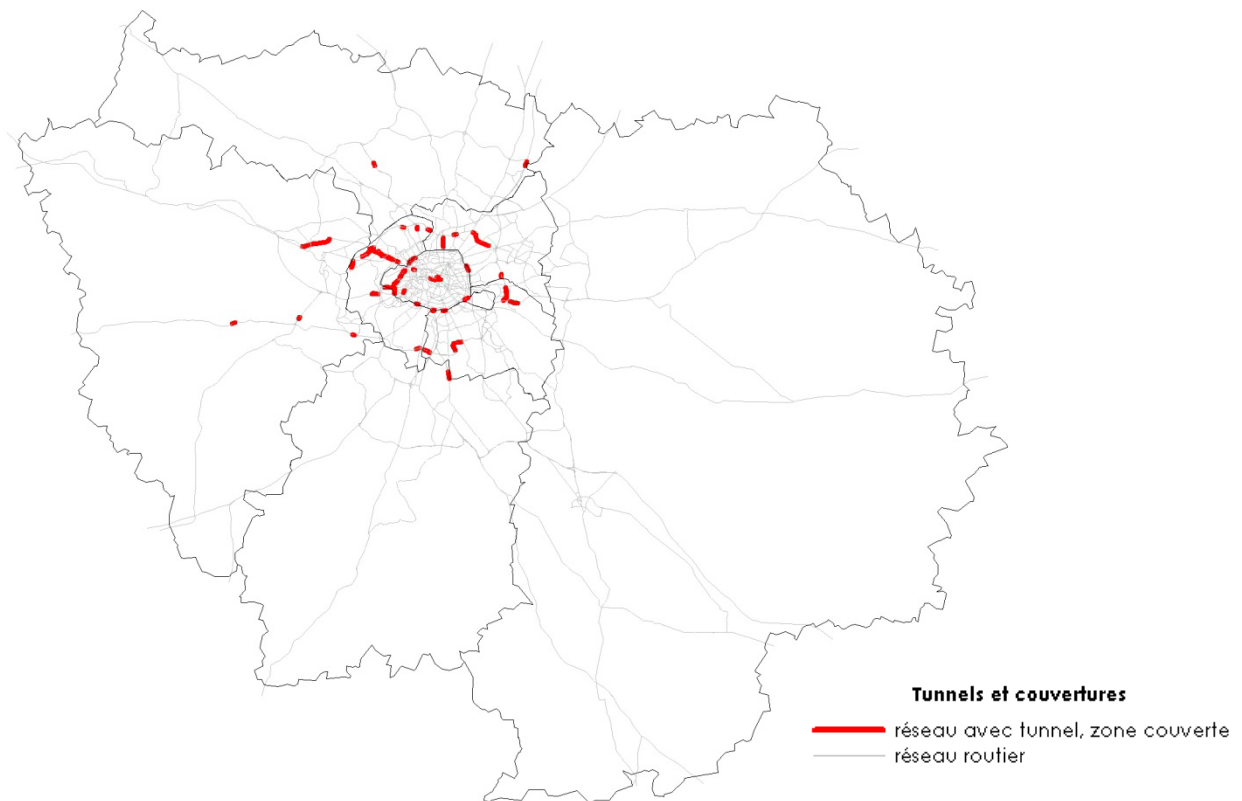 Tunnels et couvertures
réseau avec tunnel, zone couverte
réseau routier